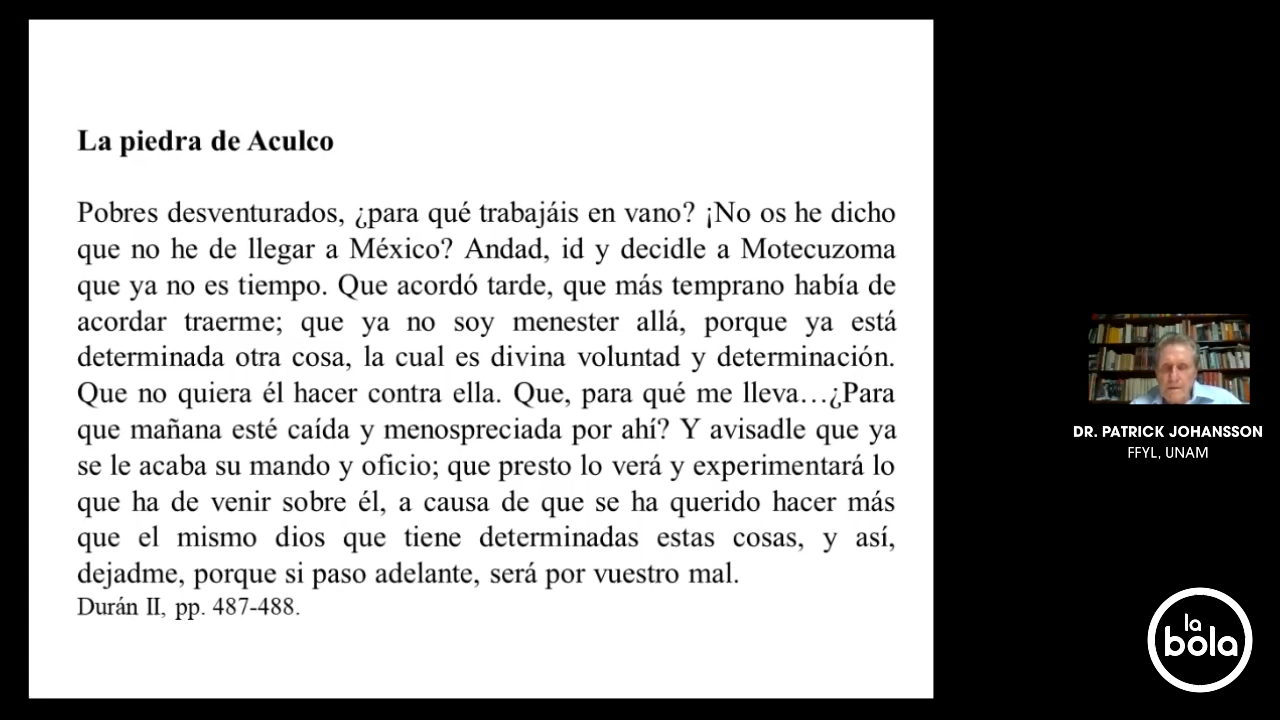 La piedra de Aculco
Pobres desventurados, ¿para qué trabajáis en vano? ¡No os he dicho
que no he de llegar a México? Andad, id y decidle a Motecuzoma
que ya no es tiempo. Que acordó tarde, que más temprano había de
acordar traerme; que ya no soy menester allá, porque ya está
determinada otra cosa, la cual es divina voluntad y determinación.
Que no quiera él hacer contra ella. Que, para qué me lleva…¿Para
que mañana esté caída y menospreciada por ahí? Y avisadle que ya
se le acaba su mando y oficio; que presto lo verá y experimentará lo
que ha de venir sobre él, a causa de que se ha querido hacer más
que el mismo dios que tiene determinadas estas cosas, y así,
dejadme, porque si paso adelante, será por vuestro mal.
Durán II, pp. 487-488.
DR. PATRICK JOHANSSON
FFYL, UNAM
la
bola